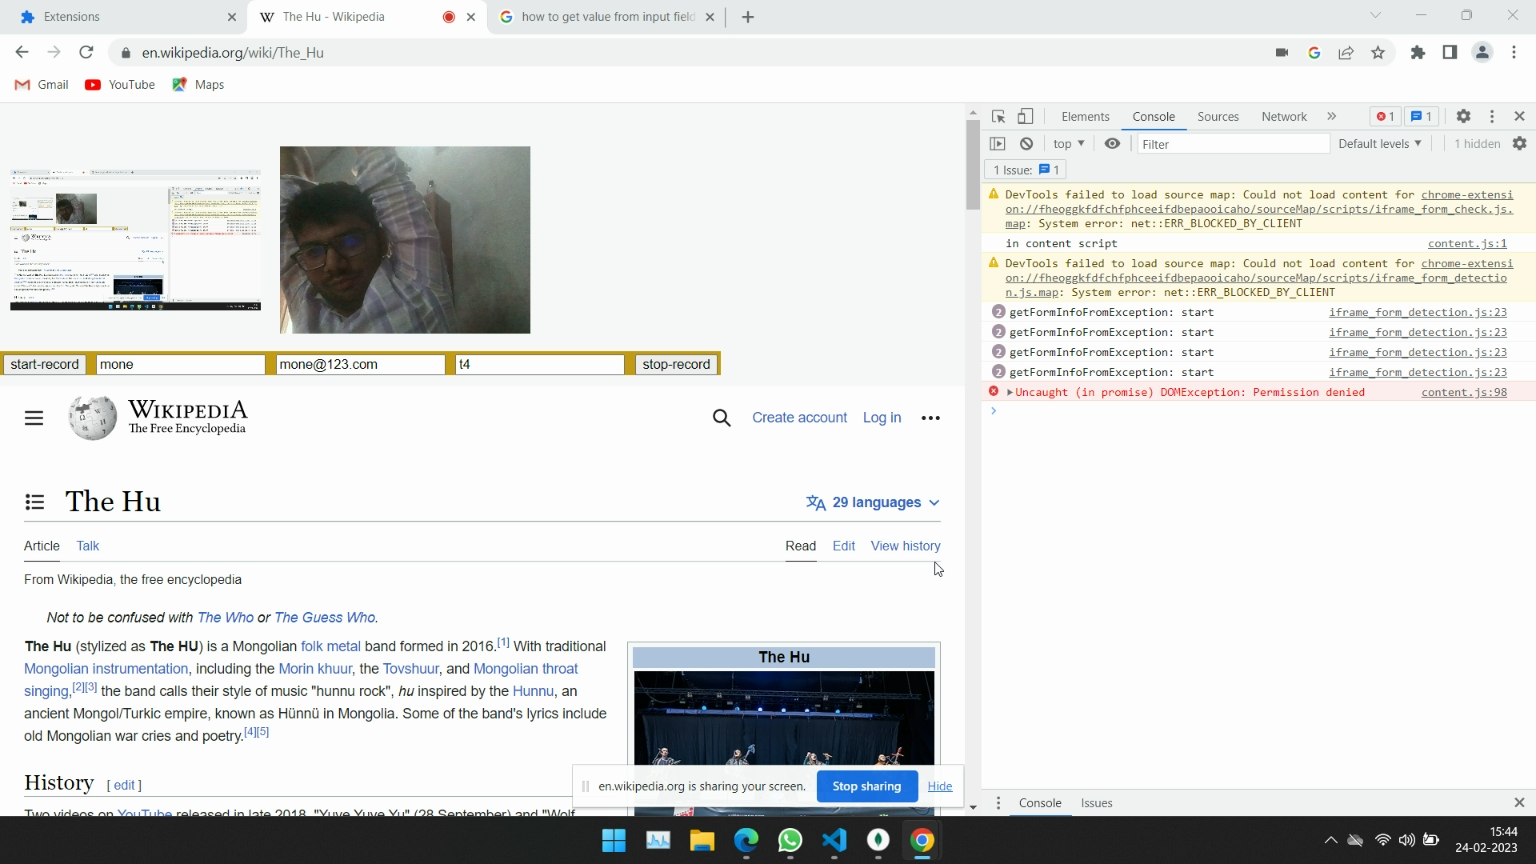 Extensions
The Hu - Wikipedia
how to get value from input field
en.wikipedia.org/wiki/The_Hu
Gmail
YouTube
Maps
start-record
mone
mone@123.com
t4
stop-record
WIKIPEDIA
The Free Encyclopedia
Create account
Log in
The Hu
29 languages
Article
Talk
Read
Edit
View history
From Wikipedia, the free encyclopedia
Not to be confused with The Who or The Guess Who.
The Hu (stylized as The HU) is a Mongolian folk metal band formed in 2016.[1] With traditional
Mongolian instrumentation, including the Morin khuur, the Tovshuur, and Mongolian throat
singing,[2][3] the band calls their style of music "hunnu rock", hu inspired by the Hunnu, an
ancient Mongol/Turkic empire, known as Hünnü in Mongolia. Some of the band's lyrics include
old Mongolian war cries and poetry.[4][5]
The Hu
History [ edit ]
Two videos on YouTube released in late 2018, "Yuve Yuve Yu" (28 September) and "Wolf
en.wikipedia.org is sharing your screen.
Stop sharing
Hide
Elements
Console
Sources
Network
1
1
top
Filter
Default levels
1 hidden
1 Issue: 1
DevTools failed to load source map: Could not load content for chrome-extensi
on://fheoggkfdfchfphceeifdbepaooicaho/sourceMap/scripts/iframe_form_check.js.
map: System error: net::ERR_BLOCKED_BY_CLIENT
in content script content.js:1
DevTools failed to load source map: Could not load content for chrome-extensi
on://fheoggkfdfchfphceeifdbepaooicaho/sourceMap/scripts/iframe_form_detectio
n.js.map: System error: net::ERR_BLOCKED_BY_CLIENT
2 getFormInfoFromException: start iframe_form_detection.js:23
2 getFormInfoFromException: start iframe_form_detection.js:23
2 getFormInfoFromException: start iframe_form_detection.js:23
2 getFormInfoFromException: start iframe_form_detection.js:23
Uncaught (in promise) DOMException: Permission denied content.js:98
Console
Issues
15:44
24-02-2023